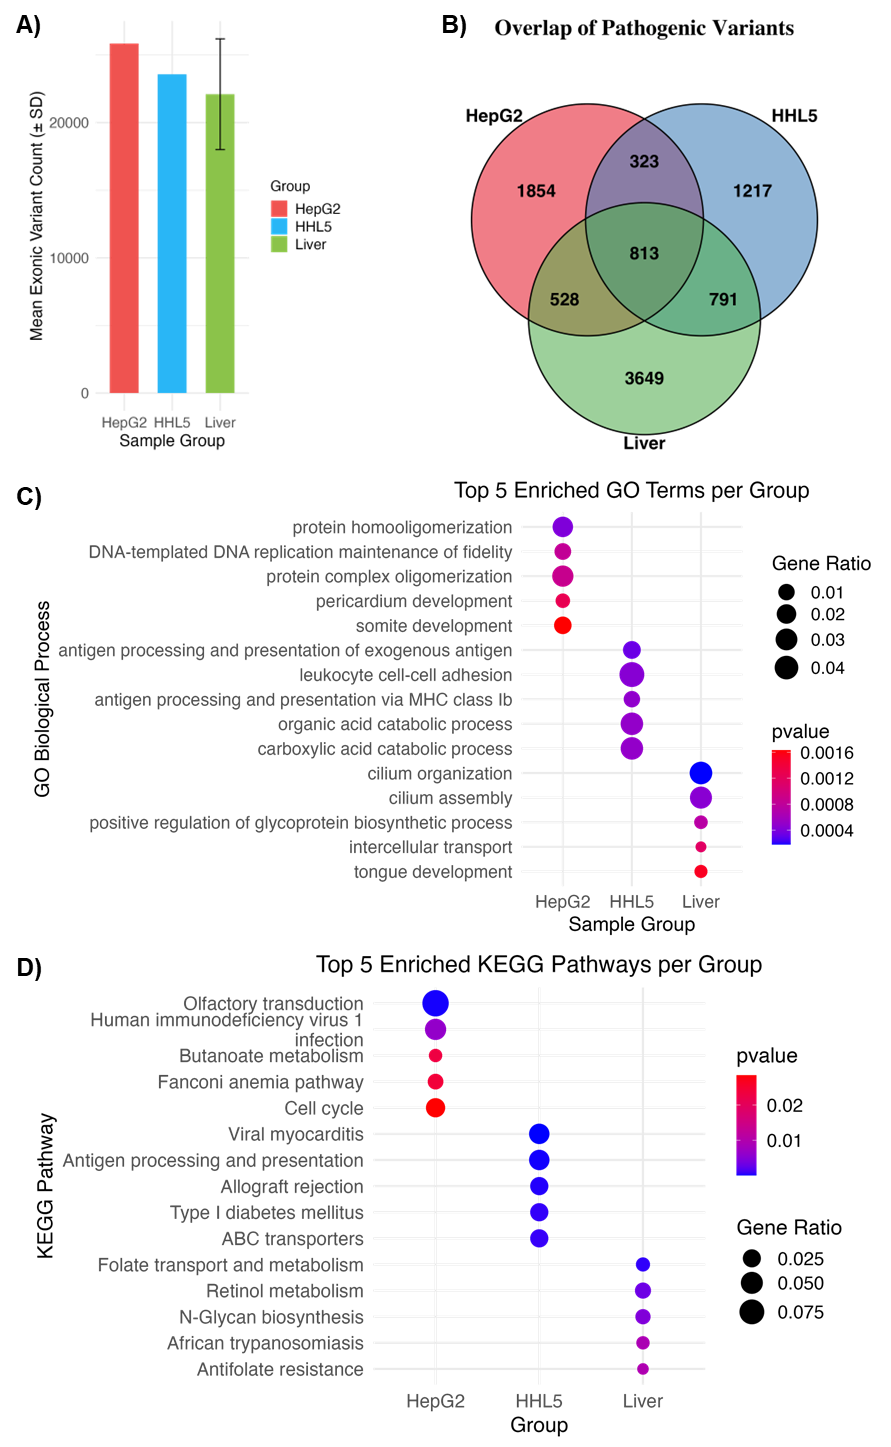 A)
Mean Exonic Variant Count (± SD)
20000
10000
0
HepG2 HHL5 Liver
Sample Group
Group
HepG2
HHL5
Liver
B)
Overlap of Pathogenic Variants
HepG2
HHL5
323
1854
1217
813
528
791
3649
Liver
C)
Top 5 Enriched GO Terms per Group
GO Biological Process
protein homooligomerization
DNA-templated DNA replication maintenance of fidelity
protein complex oligomerization
pericardium development
somite development
antigen processing and presentation of exogenous antigen
leukocyte cell-cell adhesion
antigen processing and presentation via MHC class Ib
organic acid catabolic process
carboxylic acid catabolic process
cilium organization
cilium assembly
positive regulation of glycoprotein biosynthetic process
intercellular transport
tongue development
HepG2 HHL5 Liver
Sample Group
Gene Ratio
0.01
0.02
0.03
0.04
pvalue
0.0016
0.0012
0.0008
0.0004
D)
Top 5 Enriched KEGG Pathways per Group
KEGG Pathway
Olfactory transduction
Human immunodeficiency virus 1
infection
Butanoate metabolism
Fanconi anemia pathway
Cell cycle
Viral myocarditis
Antigen processing and presentation
Allograft rejection
Type I diabetes mellitus
ABC transporters
Folate transport and metabolism
Retinol metabolism
N-Glycan biosynthesis
African trypanosomiasis
Antifolate resistance
HepG2 HHL5 Liver
Group
pvalue
0.02
0.01
Gene Ratio
0.025
0.050
0.075